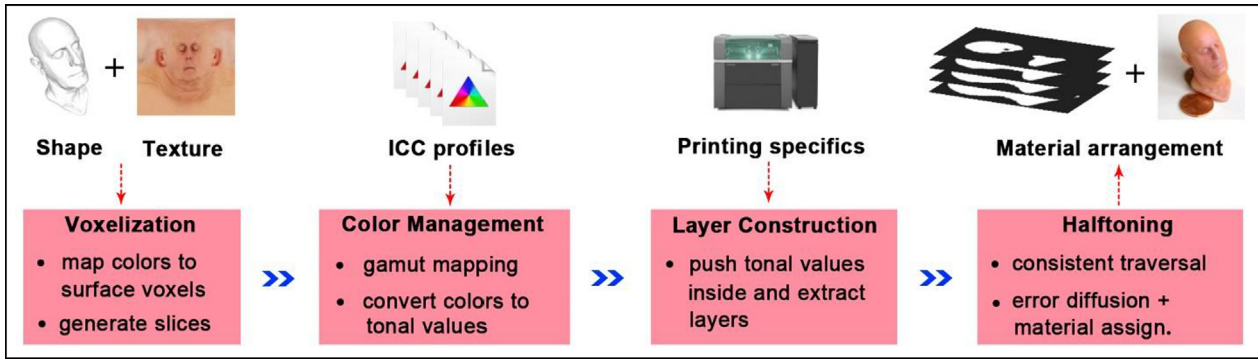 +
+
Shape
Texture
ICC profiles
Printing specifics
Material arrangement
Voxelization
• map colors to
surface voxels
• generate slices
Color Management
• gamut mapping
• convert colors to
tonal values
Layer Construction
• push tonal values
inside and extract
layers
Halftoning
• consistent traversal
• error diffusion +
material assign.